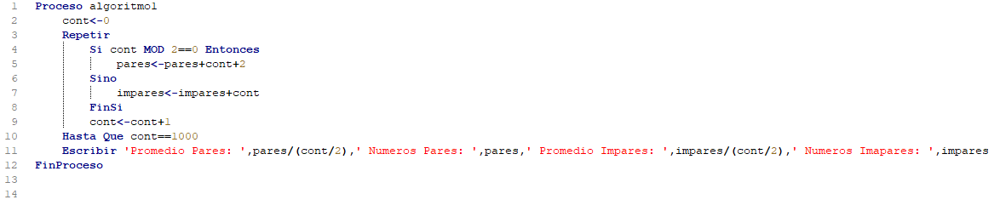 1 Proceso algoritmo1
2 cont<-0
3 Repetir
4 Si cont MOD 2==0 Entonces
5 pares<-pares+cont+2
6 Sino
7 impares<-impares+cont
8 FinSi
9 cont<-cont+1
10 Hasta Que cont==1000
11 Escribir 'Promedio Pares: ',pares/(cont/2),' Numeros Pares: ',pares,' Promedio Impares: ',impares/(cont/2),' Numeros Imapares: ',impares
12 FinProceso
13
14